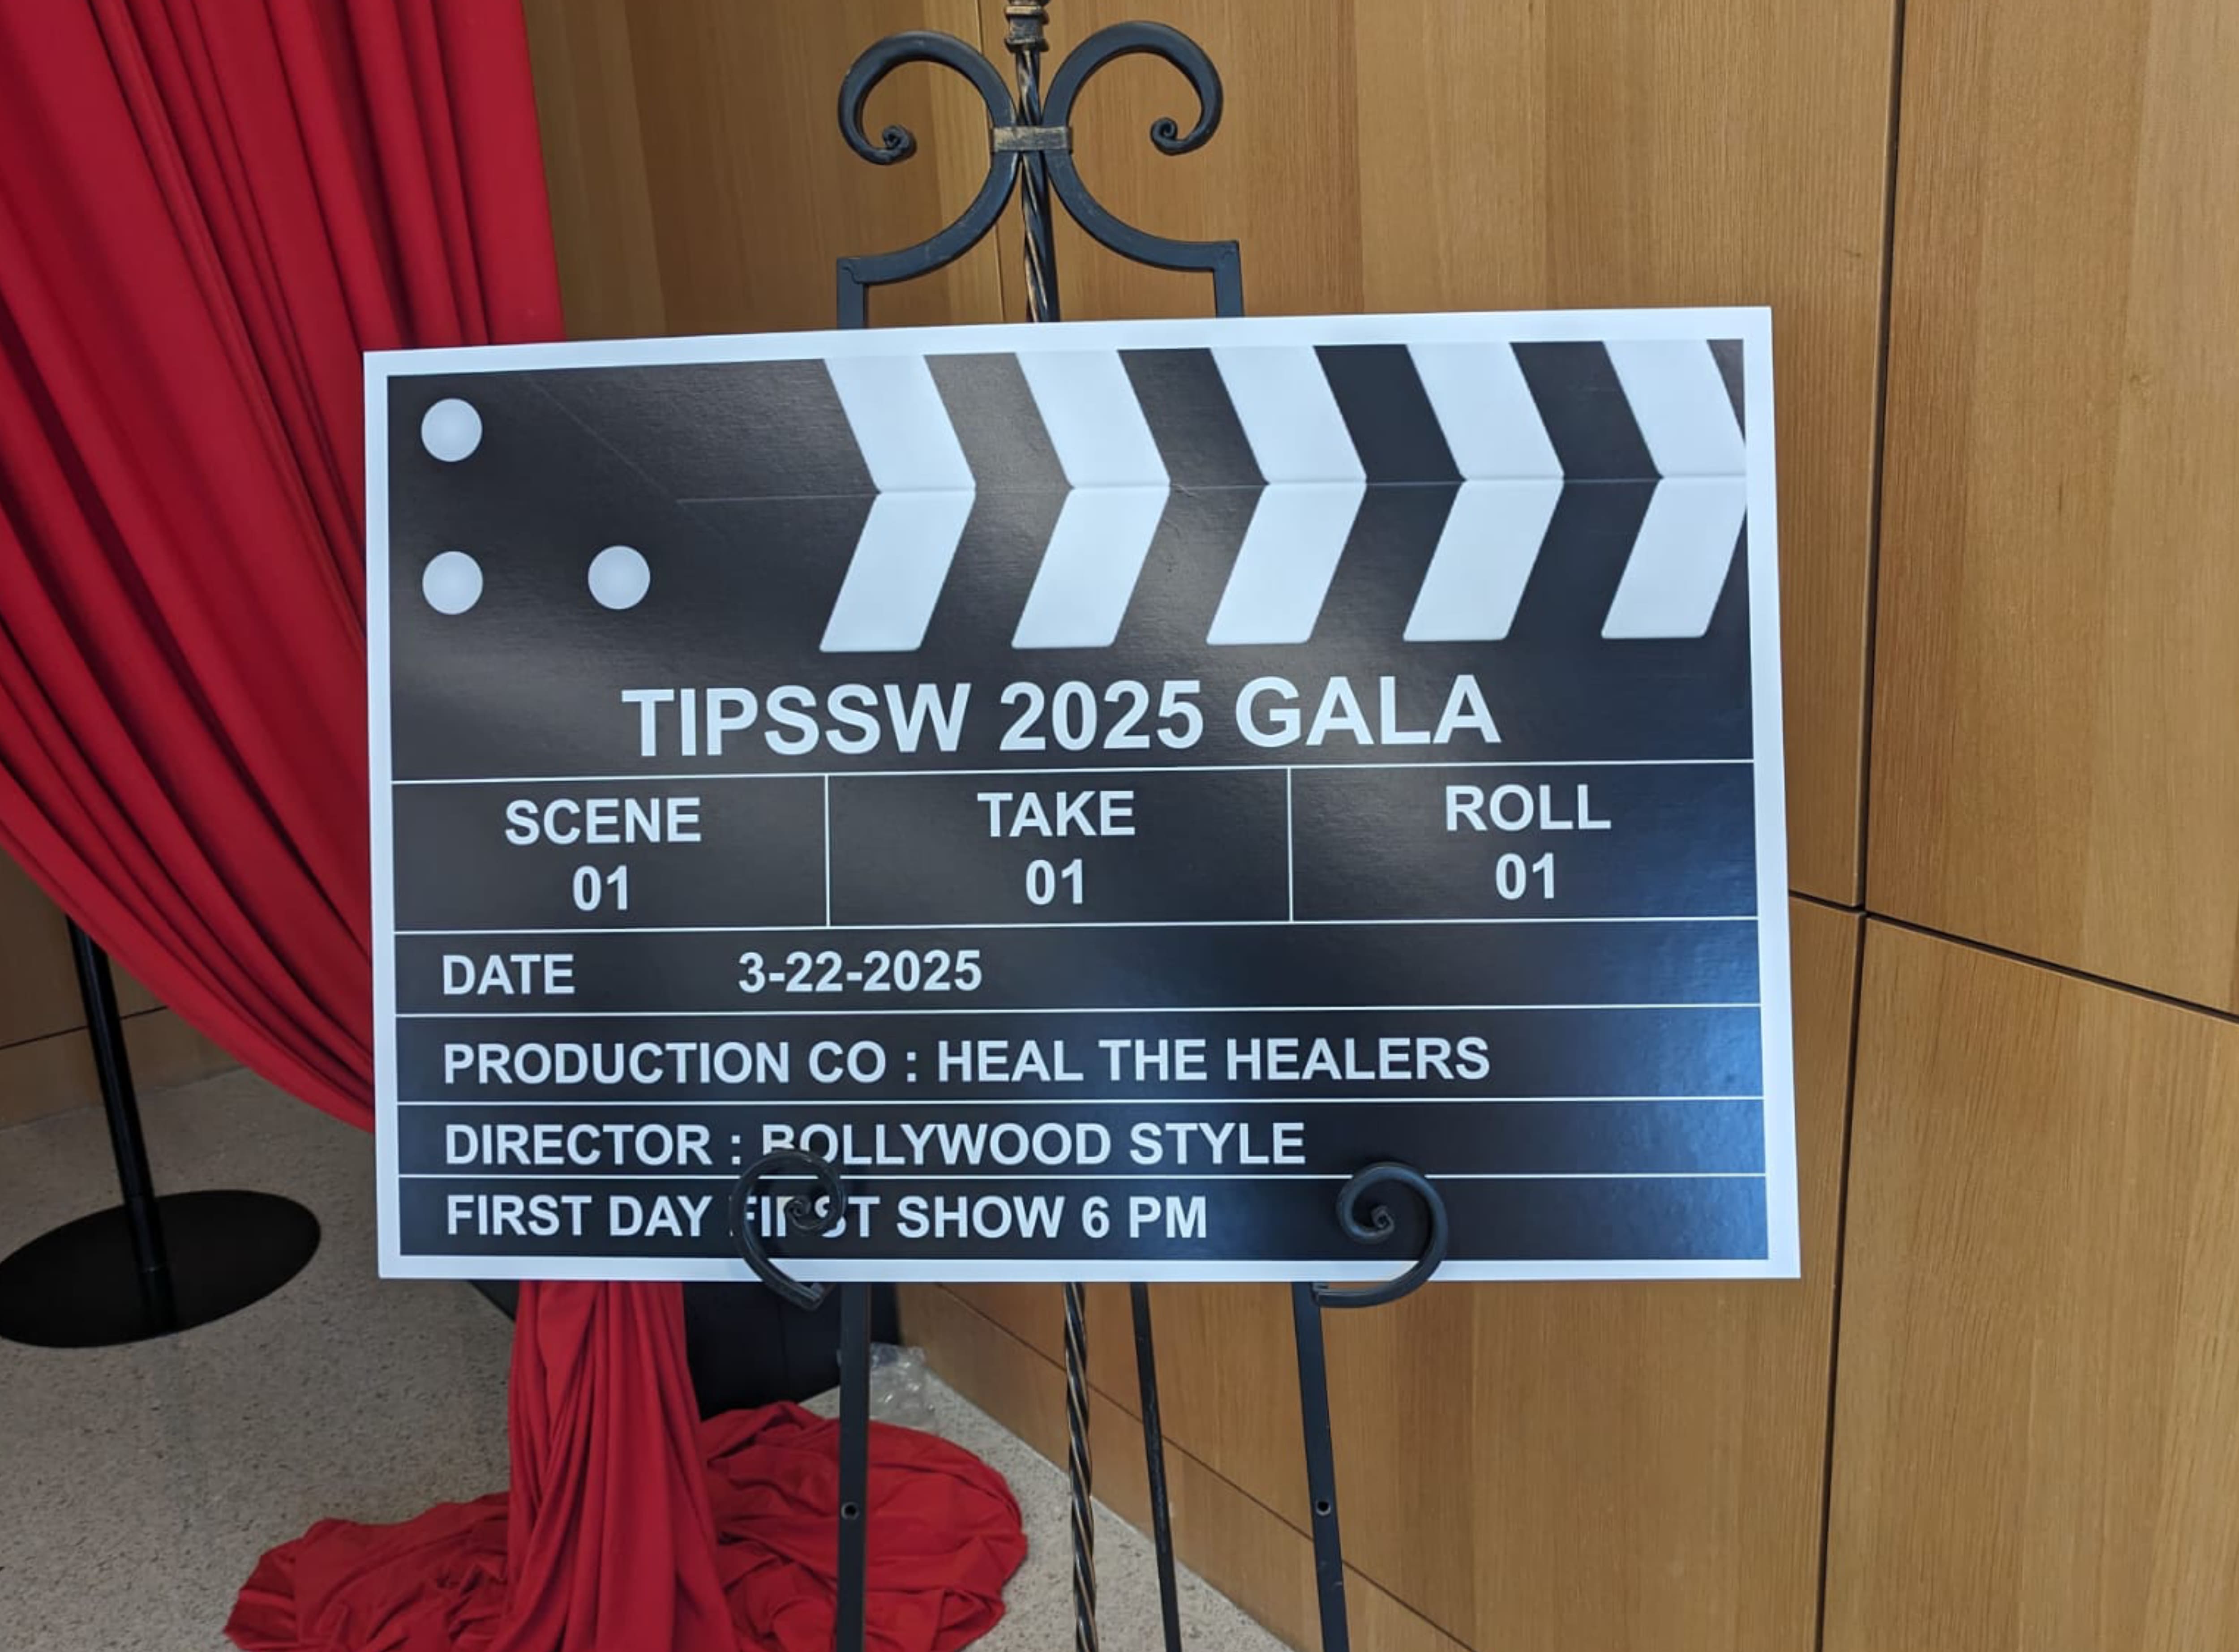 TIPSSW 2025 GALA
SCENE TAKE ROLL
01 01 01
DATE 3-22-2025
PRODUCTION CO : HEAL THE HEALERS
DIRECTOR : BOLLYWOOD STYLE
FIRST DAY FIRST SHOW 6 PM